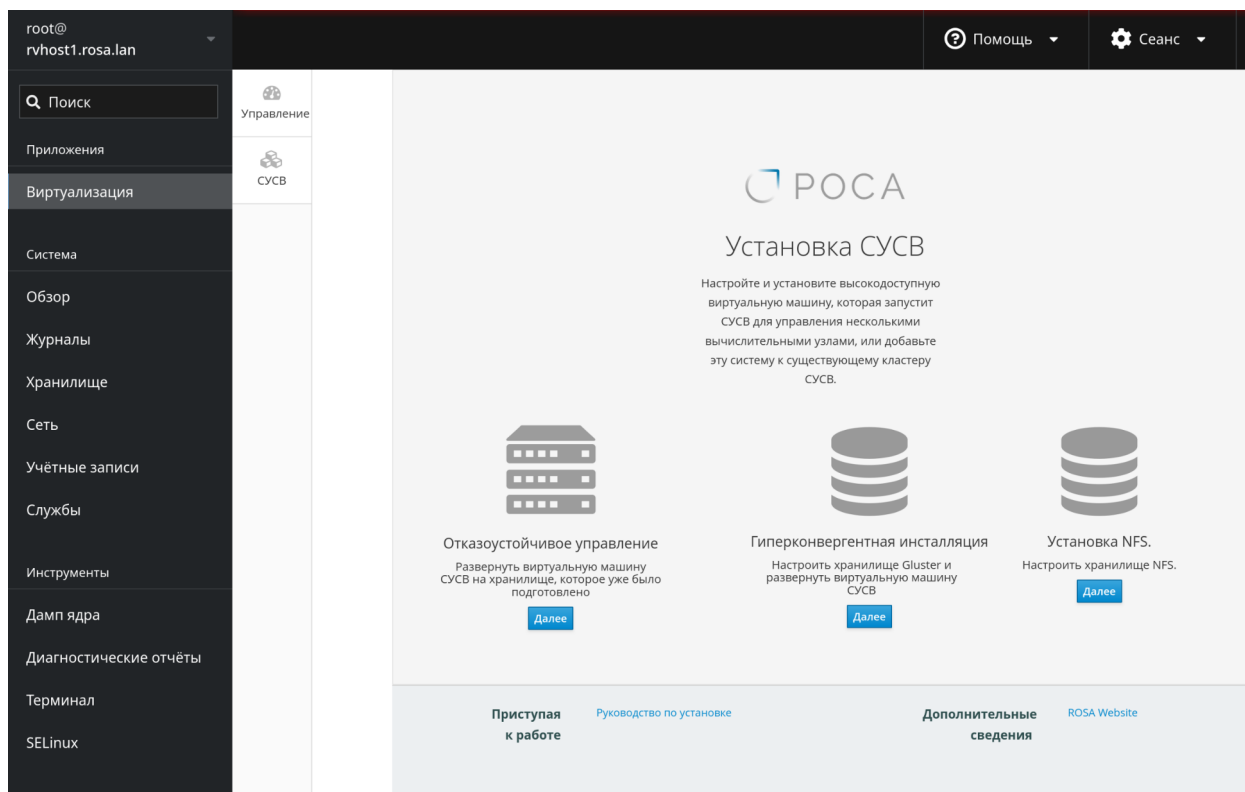 root@
rvhost1.rosa.lan
Помощь
Сеанс
Поиск
Приложения
Виртуализация
Система
Обзор
Журналы
Хранилище
Сеть
Учётные записи
Службы
Инструменты
Дамп ядра
Диагностические отчёты
Терминал
SELinux
Управление
СУСВ
РОСА
Установка СУСВ
Настройте и установите высокодоступную
виртуальную машину, которая запустит
СУСВ для управления несколькими
вычислительными узлами, или добавьте
эту систему к существующему кластеру
СУСВ.
Отказоустойчивое управление
Развернуть виртуальную машину
СУСВ на хранилище, которое уже было
подготовлено
Далее
Гиперконвергентная инсталляция
Настроить хранилище Gluster и
развернуть виртуальную машину
СУСВ
Далее
Установка NFS.
Настроить хранилище NFS.
Далее
Приступая
к работе
Руководство по установке
Дополнительные
сведения
ROSA Website